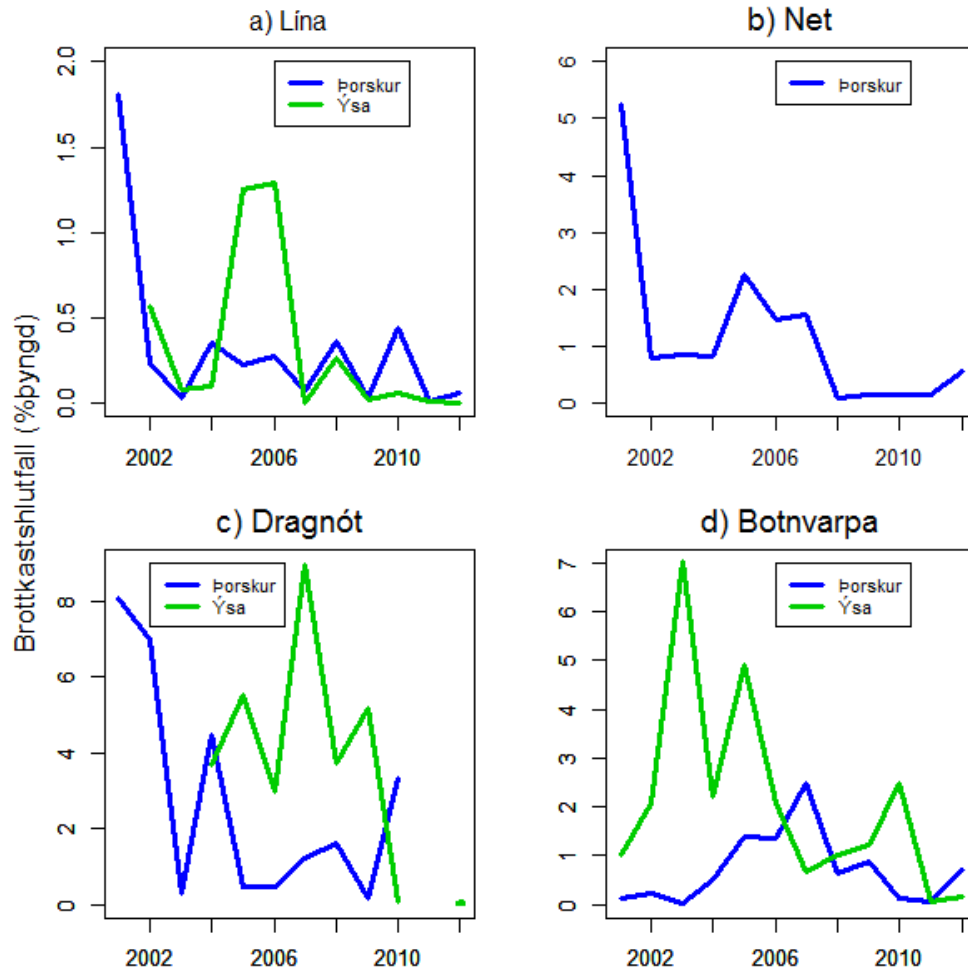 a) Lína
b) Net
Brottkastshlutfall (%þyngd)
2.0
1.5
1.0
0.5
0.0
Þorskur
Ýsa
2002 2006 2010
6
5
4
3
2
1
0
Þorskur
2002 2006 2010
c) Dragnót
d) Botnvarpa
8
6
4
2
0
Þorskur
Ýsa
2002 2006 2010
7
6
5
4
3
2
1
0
Þorskur
Ýsa
2002 2006 2010